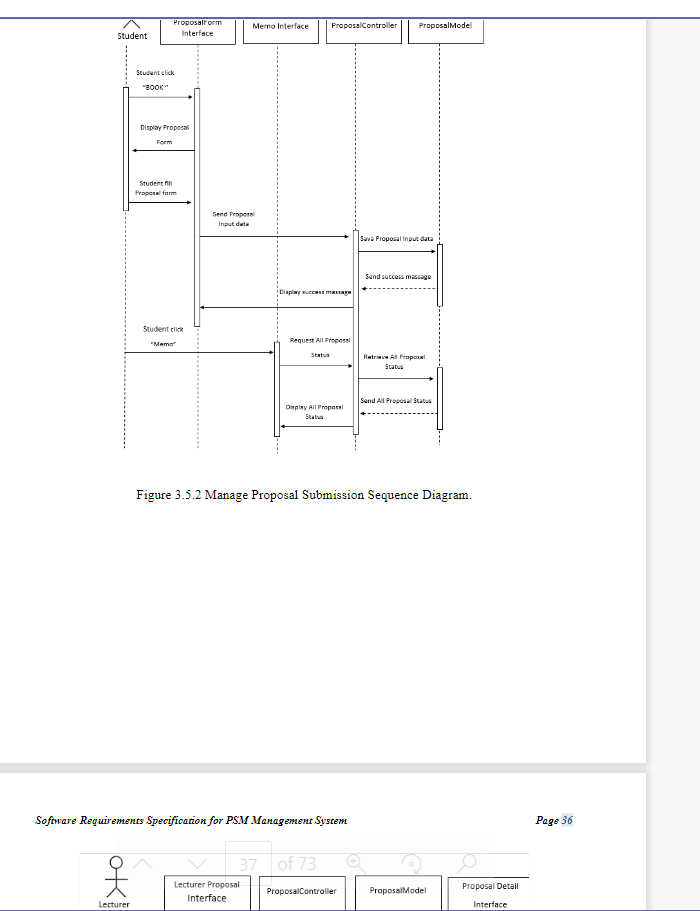 ProposalForm
Interface
Memo Interface
ProposalController
ProposalModel
Student
Student click
"BOOK"
Display Proposal
Form
Student fill
Proposal form
Send Proposal
Input data
Sava Proposal Input data
Send success massage
Display success massage
Student click
"Memo"
Request All Proposal
Status
Retrieve All Proposal
Status
Send All Proposal Status
Display All Proposal
Status
Figure 3.5.2 Manage Proposal Submission Sequence Diagram.
Software Requirements Specification for PSM Management System
Page 36
37 of 73
Lecturer
Lecturer Proposal
Interface
ProposalController
ProposalModel
Proposal Detail
Interface